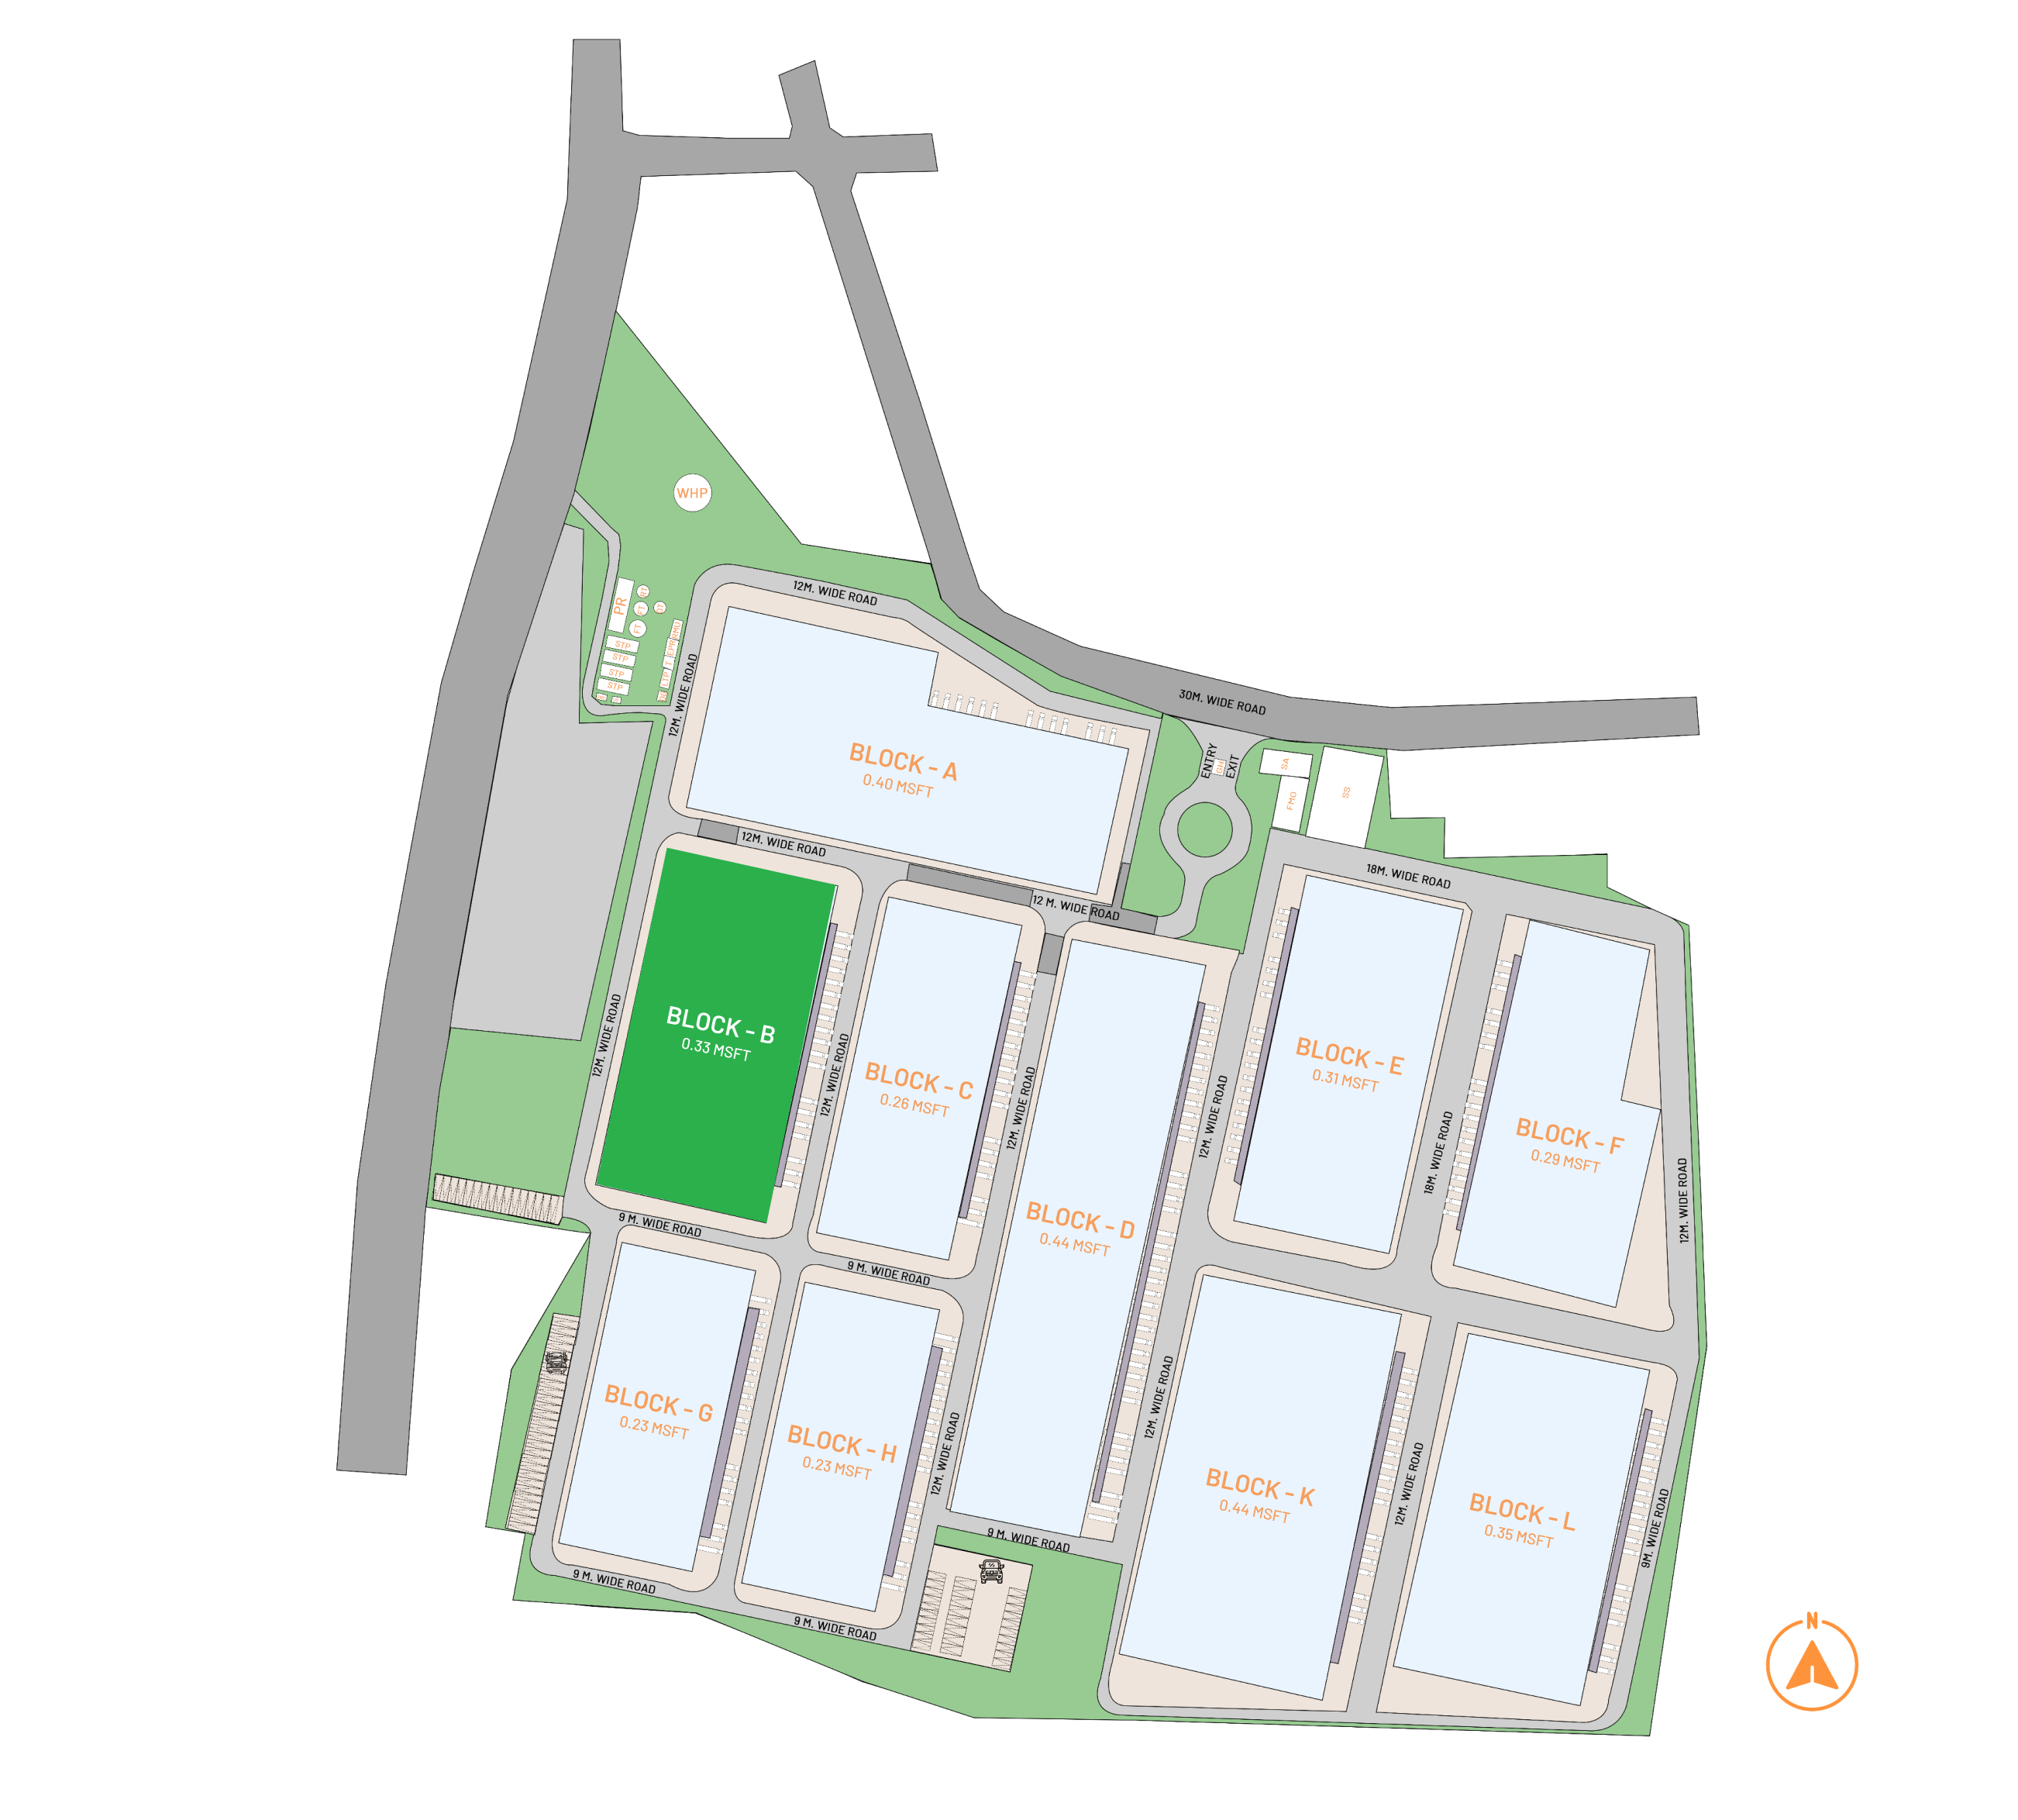 WHP
12M. WIDE ROAD
PR
FT
FT
STP
STP
STP
STP
RMU
EPR
T
LTP
12M. WIDE ROAD
30M. WIDE ROAD
ENTRY
EXIT
GH
SA
FMO
SS
BLOCK - A
0.40 MSFT
12M. WIDE ROAD
12 M. WIDE ROAD
18M. WIDE ROAD
BLOCK - B
0.33 MSFT
12M. WIDE ROAD
12M. WIDE ROAD
BLOCK - C
0.26 MSFT
12M. WIDE ROAD
BLOCK - D
0.44 MSFT
12M. WIDE ROAD
BLOCK - E
0.31 MSFT
18M. WIDE ROAD
BLOCK - F
0.29 MSFT
12M. WIDE ROAD
9 M. WIDE ROAD
9 M. WIDE ROAD
BLOCK - G
0.23 MSFT
BLOCK - H
0.23 MSFT
12M. WIDE ROAD
12M. WIDE ROAD
BLOCK - K
0.44 MSFT
12M. WIDE ROAD
BLOCK - L
0.35 MSFT
9M. WIDE ROAD
9 M. WIDE ROAD
9 M. WIDE ROAD
9 M. WIDE ROAD
N